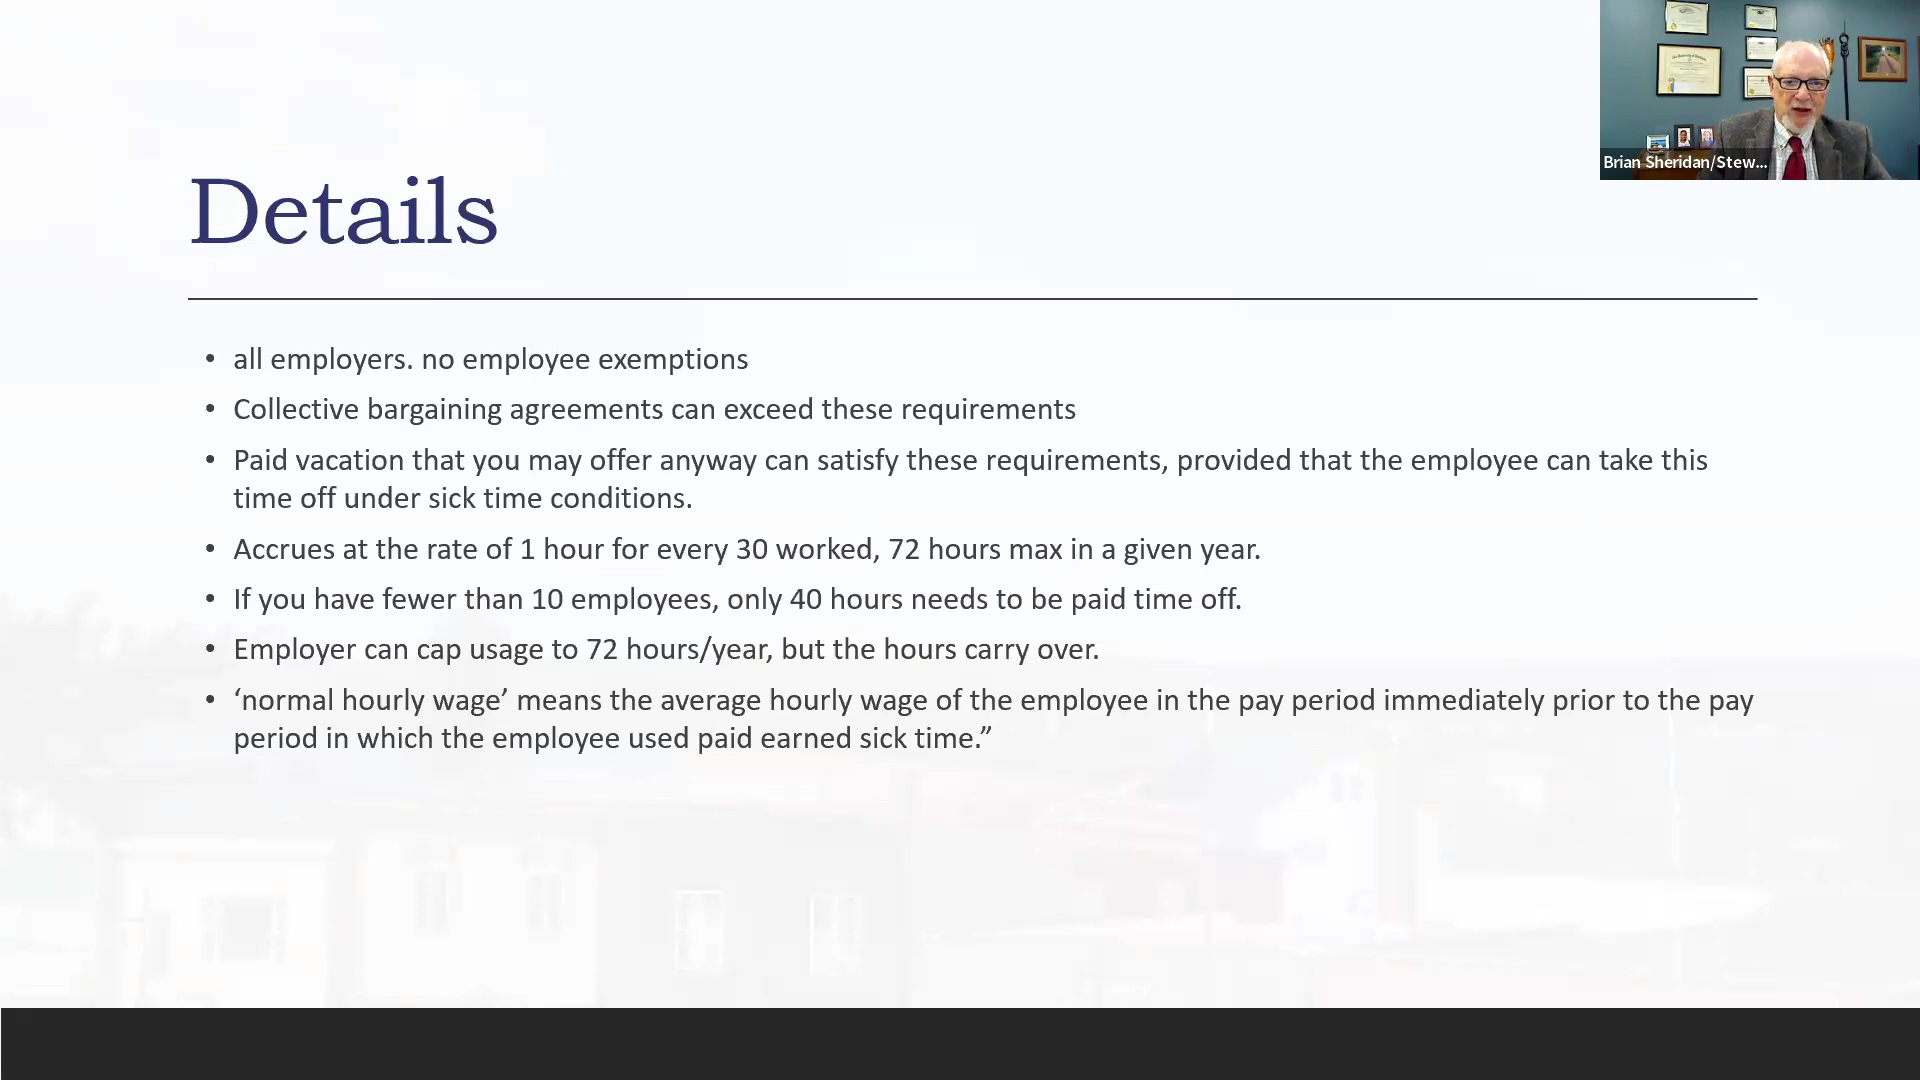 Brian Sheridan/Stew...
Details
• all employers. no employee exemptions
• Collective bargaining agreements can exceed these requirements
• Paid vacation that you may offer anyway can satisfy these requirements, provided that the employee can take this
time off under sick time conditions.
• Accrues at the rate of 1 hour for every 30 worked, 72 hours max in a given year.
• If you have fewer than 10 employees, only 40 hours needs to be paid time off.
• Employer can cap usage to 72 hours/year, but the hours carry over.
• ‘normal hourly wage’ means the average hourly wage of the employee in the pay period immediately prior to the pay
period in which the employee used paid earned sick time.”